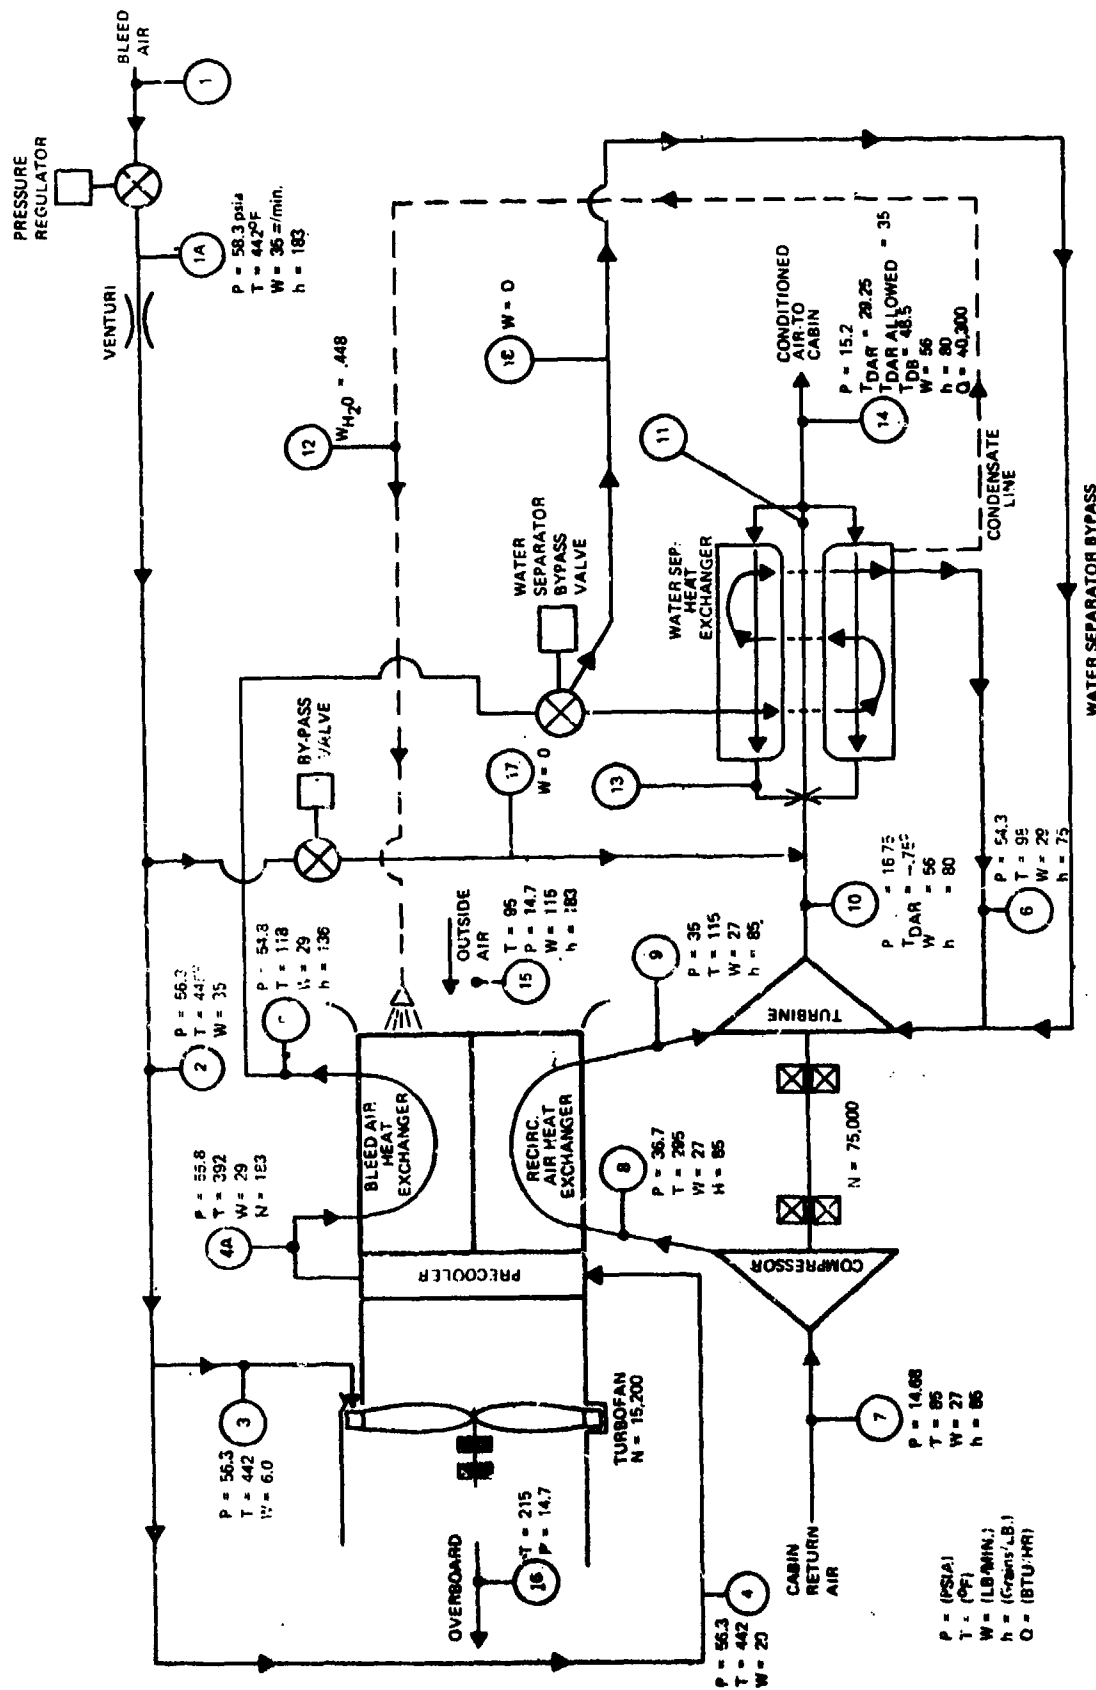 BLEED
AIR
1
PRESSURE
REGULATOR
1A
P = 58.3 psia
T = 442°F
W = 35 #/min.
h = 183
VENTURI
12
WH2O = .448
W = 0
CONDITIONED
AIR TO
CABIN
P = 15.2
TDAR = 29.25
TDAR ALLOWED = 35
TDB = 48.5
W = 56
h = 80
Q = 40,300
14
11
CONDENSATE
LINE
WATER SEPARATOR BYPASS
WATER
SEPARATOR
BYPASS
VALVE
WATER SEP.
HEAT
EXCHANGER
13
BY-PASS
VALVE
17
W = 0
P = 54.3
T = 98
W = 29
h = 75
6
10
P = 16.75
W = 56
h = 80
OUTSIDE
AIR
15
T = 95
P = 14.7
W = 115
h = 183
9
P = 35
T = 115
W = 27
h = 85
TURBINE
P = 54.8
T = 118
W = 29
h = 136
2
P = 56.3
W = 35
4A
P = 55.8
T = 392
W = 29
N = 183
BLEED AIR
HEAT
EXCHANGER
RECIRC.
AIR HEAT
EXCHANGER
8
P = 36.7
T = 295
W = 27
H = 85
N = 75,000
PRECOOLER
COMPRESSOR
3
P = 56.3
T = 442
W = 6.0
TURBOFAN
N = 15,200
7
P = 14.68
T = 85
W = 27
h = 85
OVERBOARD
16
T = 215
P = 14.7
CABIN
RETURN
AIR
4
P = 56.3
T = 442
W = 29
P = (PSIA)
T = (°F)
W = (LB/MIN.)
h = (Grains/LB.)
Q = (BTU/HR)